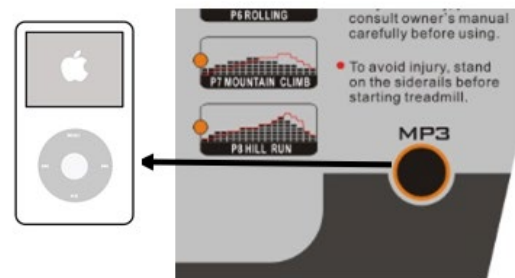 P6 ROLLING
P7 MOUNTAIN CLIMB
P8 HILL RUN
consult owner's manual
carefully before using.
• To avoid injury, stand
on the siderails before
starting treadmill.
MP3
MENU